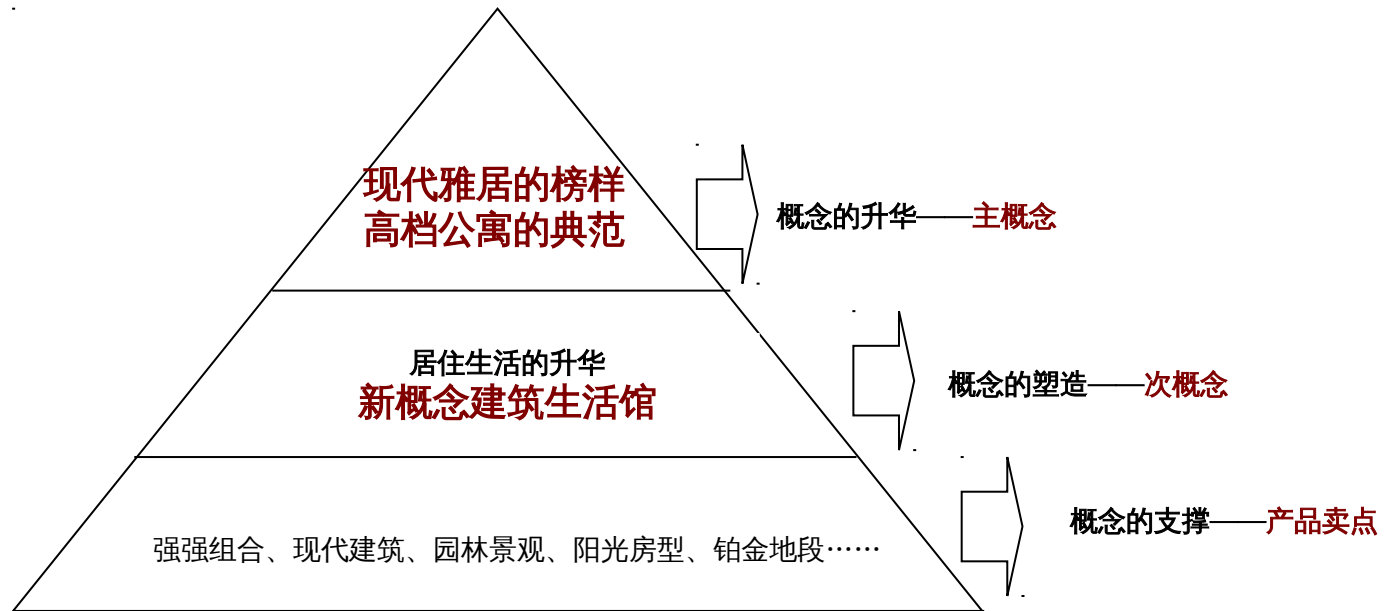 现代雅居的榜样
高档公寓的典范
概念的升华——主概念
居住生活的升华
新概念建筑生活馆
概念的塑造——次概念
强强组合、现代建筑、园林景观、阳光房型、铂金地段……
概念的支撑——产品卖点